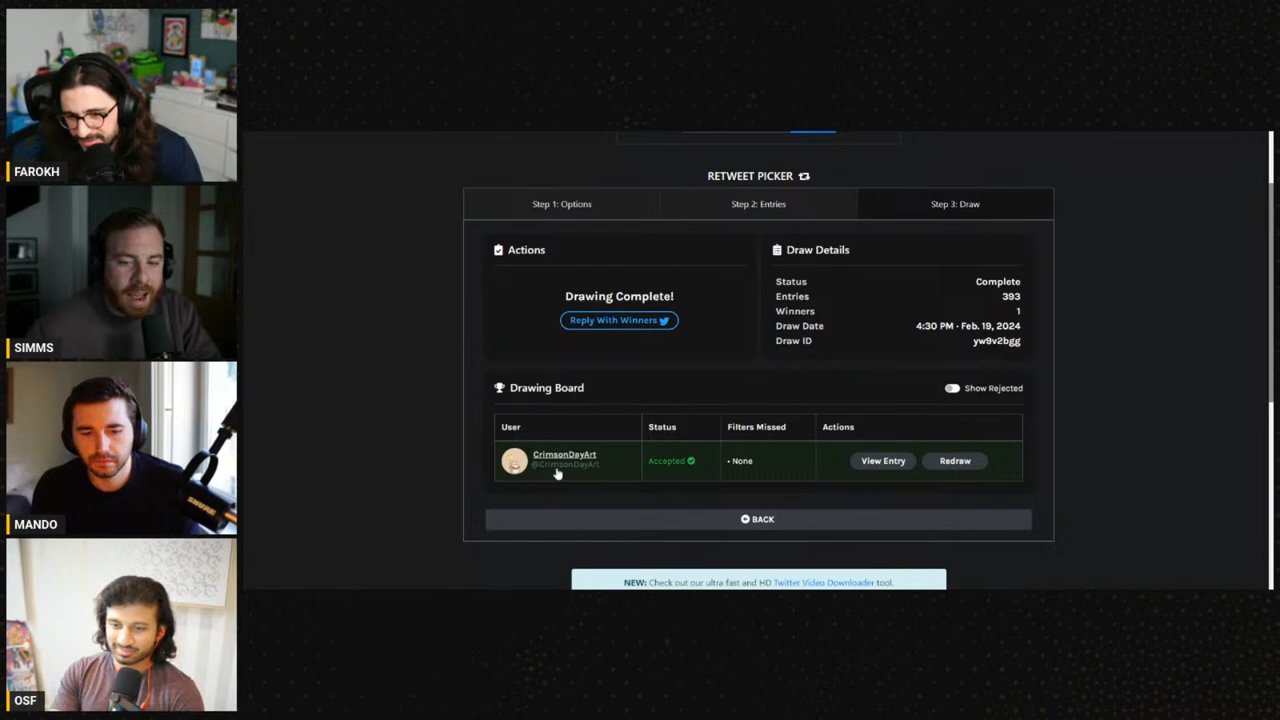 FAROKH
SIMMS
MANDO
SHURE
OSF
RETWEET PICKER
Step 1: Options
Step 2: Entries
Step 3: Draw
Actions
Drawing Complete!
Reply With Winners
Draw Details
Status Complete
Entries 393
Winners 1
Draw Date 4:30 PM - Feb. 19, 2024
Draw ID yw9v2bgg
Drawing Board
Show Rejected
User Status Filters Missed Actions
CrimsonDayArt
@CrimsonDayArt
Accepted
• None
View Entry
Redraw
BACK
NEW: Check out our ultra fast and HD Twitter Video Downloader tool.